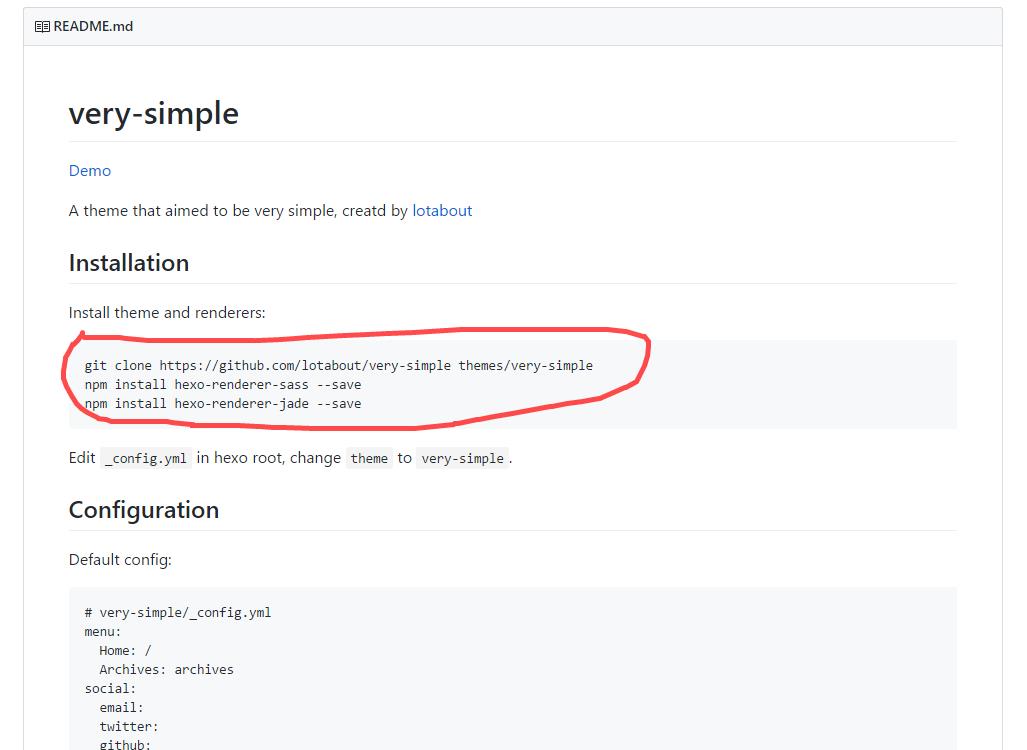 README.md
very-simple
Demo
A theme that aimed to be very simple, creatd by lotabout
Installation
Install theme and renderers:
git clone https://github.com/lotabout/very-simple themes/very-simple
npm install hexo-renderer-sass --save
npm install hexo-renderer-jade --save
Edit _config.yml in hexo root, change theme to very-simple.
Configuration
Default config:
# very-simple/_config.yml
menu:
  Home: /
  Archives: archives
social:
  email:
  twitter:
  github: